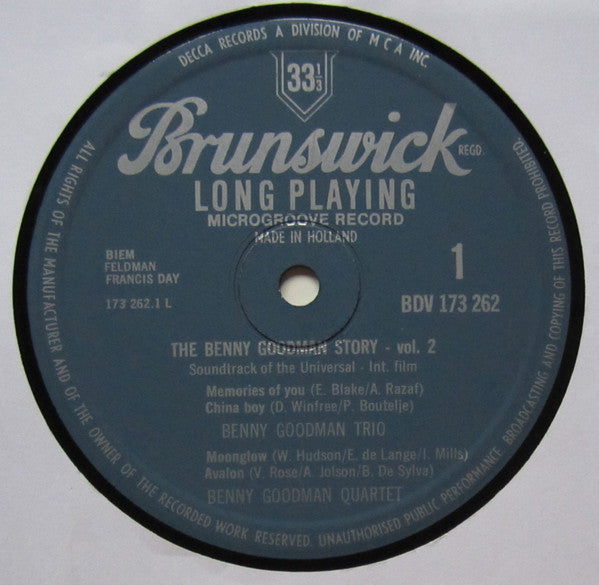 DECCA RECORDS A DIVISION OF M C A INC.
33 1/3
Brunswick
REGD.
LONG PLAYING
MICROGROOVE RECORD
MADE IN HOLLAND
BIEM
FELDMAN
FRANCIS DAY
173 262.1 L
1
BDV 173 262
THE BENNY GOODMAN STORY - vol. 2
Soundtrack of the Universal - Int. film
Memories of you (E. Blake/A. Razaf)
China boy (D. Winfree/P. Boutelje)
BENNY GOODMAN TRIO
Moonglow (W. Hudson/E. de Lange/I. Mills)
Avalon (V. Rose/A. Jolson/B. De Sylva)
BENNY GOODMAN QUARTET
ALL RIGHTS OF THE MANUFACTURER AND OF THE OWNER OF THE RECORDED WORK RESERVED. UNAUTHORISED PUBLIC PERFORMANCE, BROADCASTING AND COPYING OF THIS RECORD PROHIBITED.